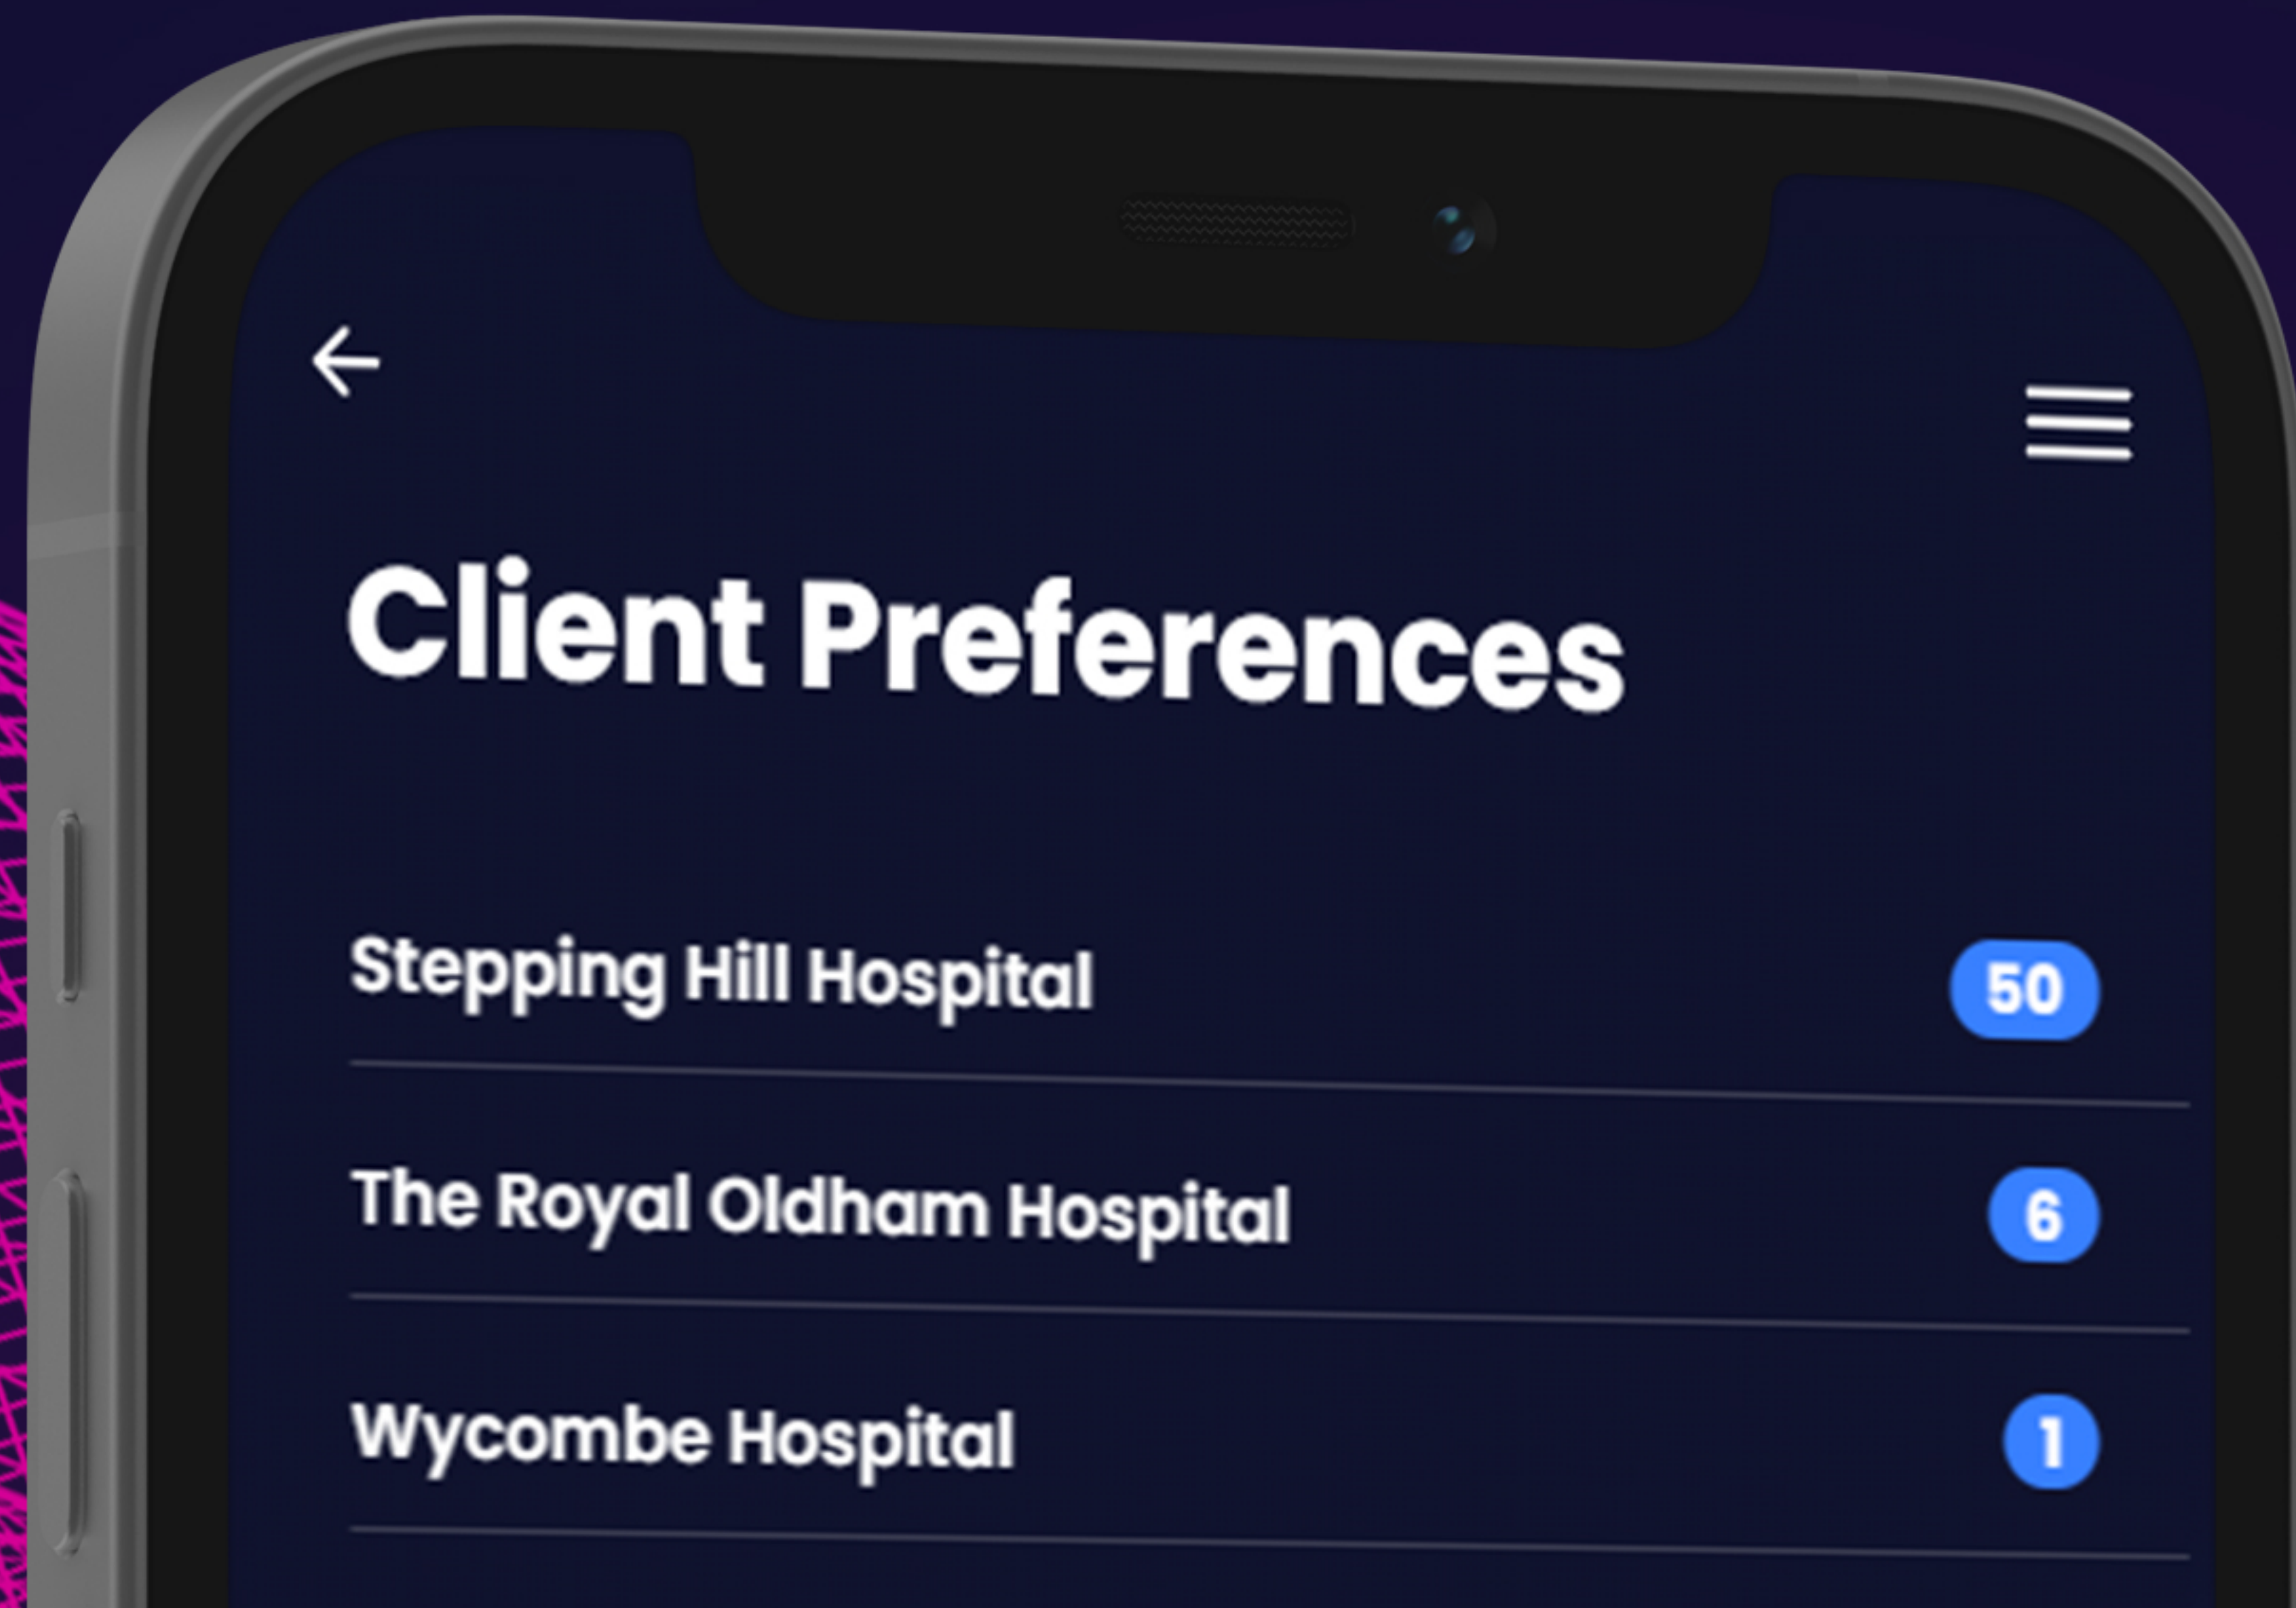 Client Preferences
Stepping Hill Hospital
50
The Royal Oldham Hospital
6
Wycombe Hospital
1